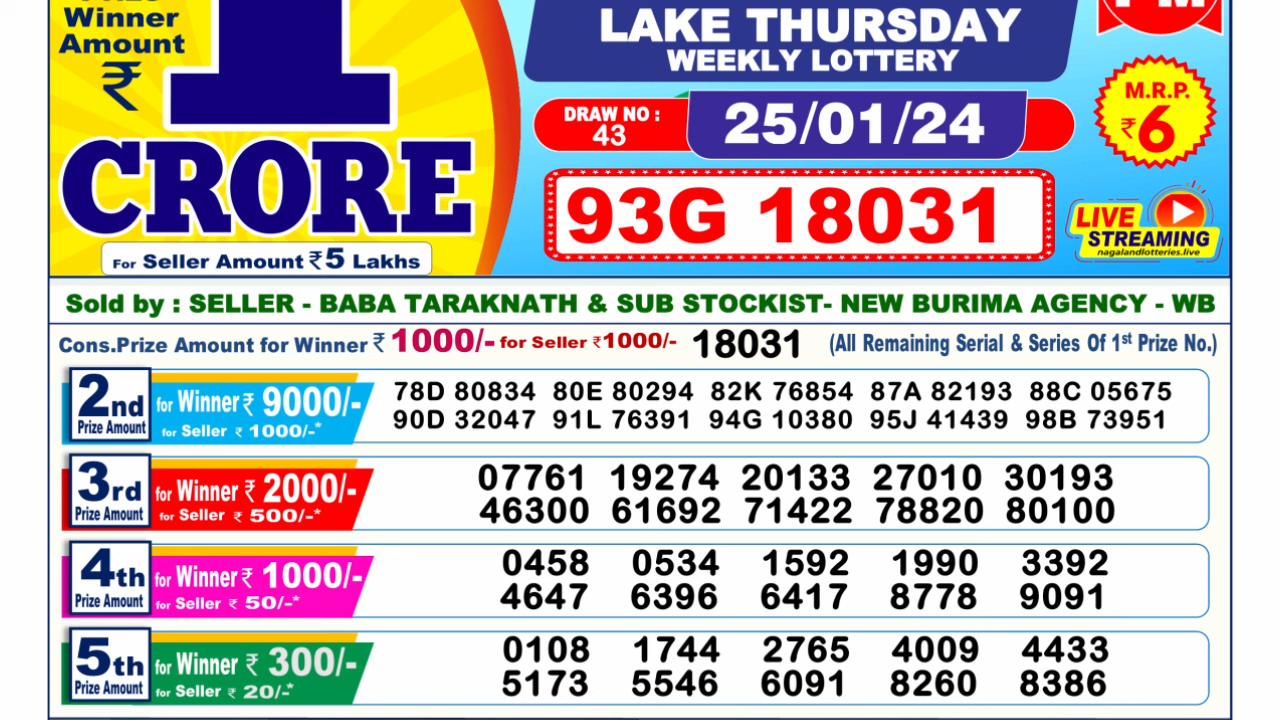 Winner
Amount
₹
1
CRORE
For Seller Amount ₹5 Lakhs
LAKE THURSDAY
WEEKLY LOTTERY
DRAW NO :
43
25/01/24
M.R.P.
₹6
93G 18031
LIVE
STREAMING
nagalandlotteries.live
Sold by : SELLER - BABA TARAKNATH & SUB STOCKIST- NEW BURIMA AGENCY - WB
Cons.Prize Amount for Winner ₹ 1000/- for Seller ₹1000/- 18031 (All Remaining Serial & Series Of 1st Prize No.)
2nd
Prize Amount
for Winner ₹ 9000/-
for Seller ₹ 1000/-*
78D 80834 80E 80294 82K 76854 87A 82193 88C 05675
90D 32047 91L 76391 94G 10380 95J 41439 98B 73951
3rd
Prize Amount
for Winner ₹ 2000/-
for Seller ₹ 500/-*
07761 19274 20133 27010 30193
46300 61692 71422 78820 80100
4th
Prize Amount
for Winner ₹ 1000/-
for Seller ₹ 50/-*
0458 0534 1592 1990 3392
4647 6396 6417 8778 9091
5th
Prize Amount
for Winner ₹ 300/-
for Seller ₹ 20/-*
0108 1744 2765 4009 4433
5173 5546 6091 8260 8386